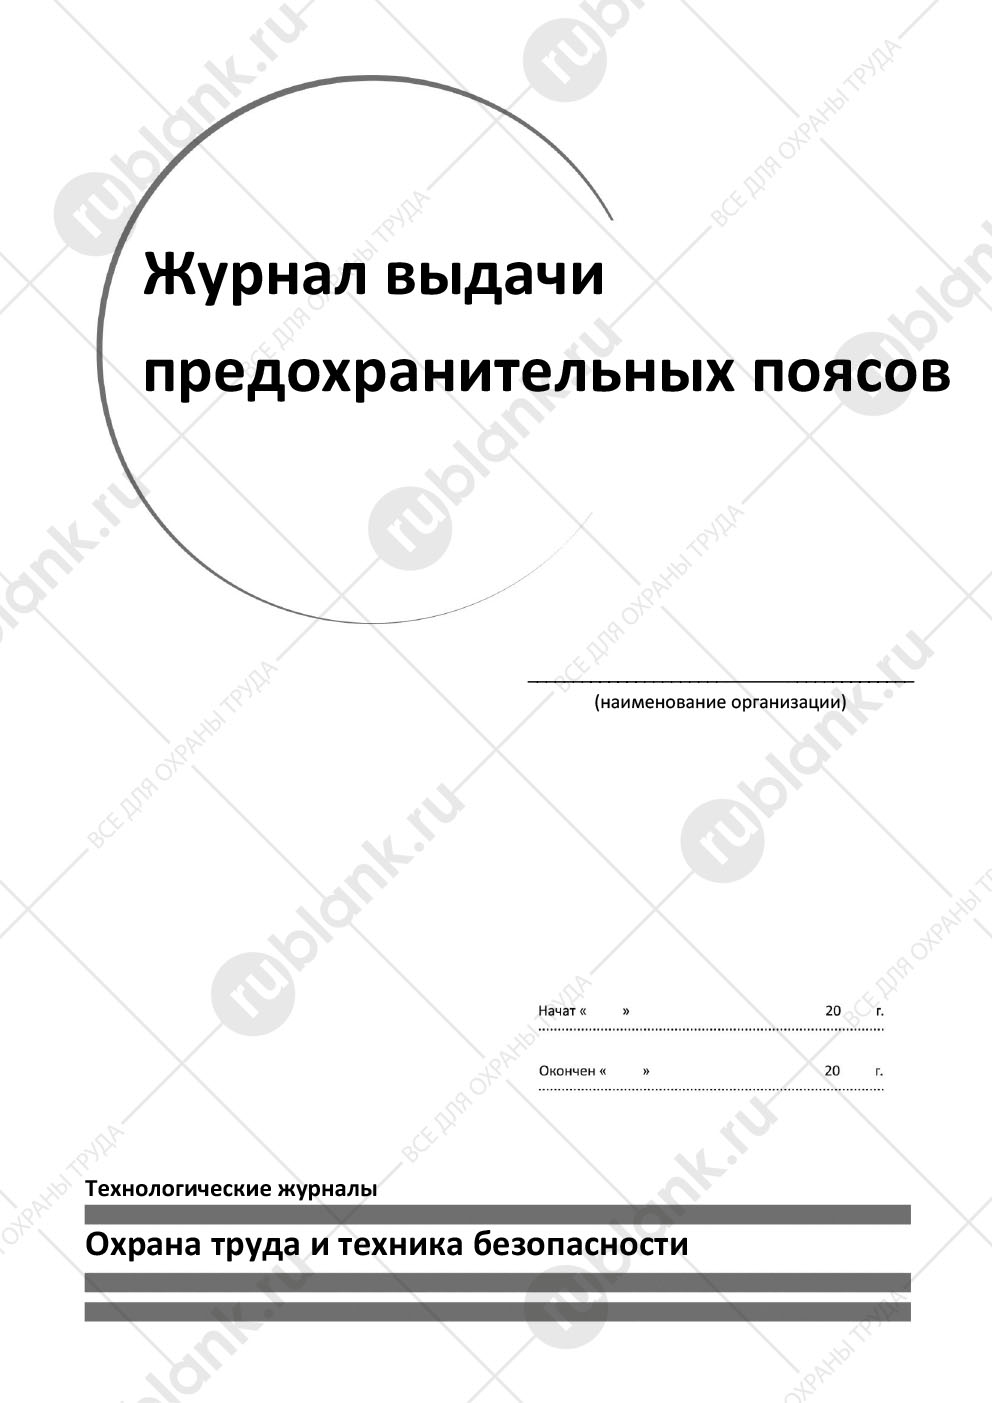 Журнал выдачи
предохранительных поясов
(наименование организации)
Начат « » 20 г.
Окончен « » 20 г.
Технологические журналы
Охрана труда и техника безопасности
rublank.ru
ВСЕ ДЛЯ ОХРАНЫ ТРУДА